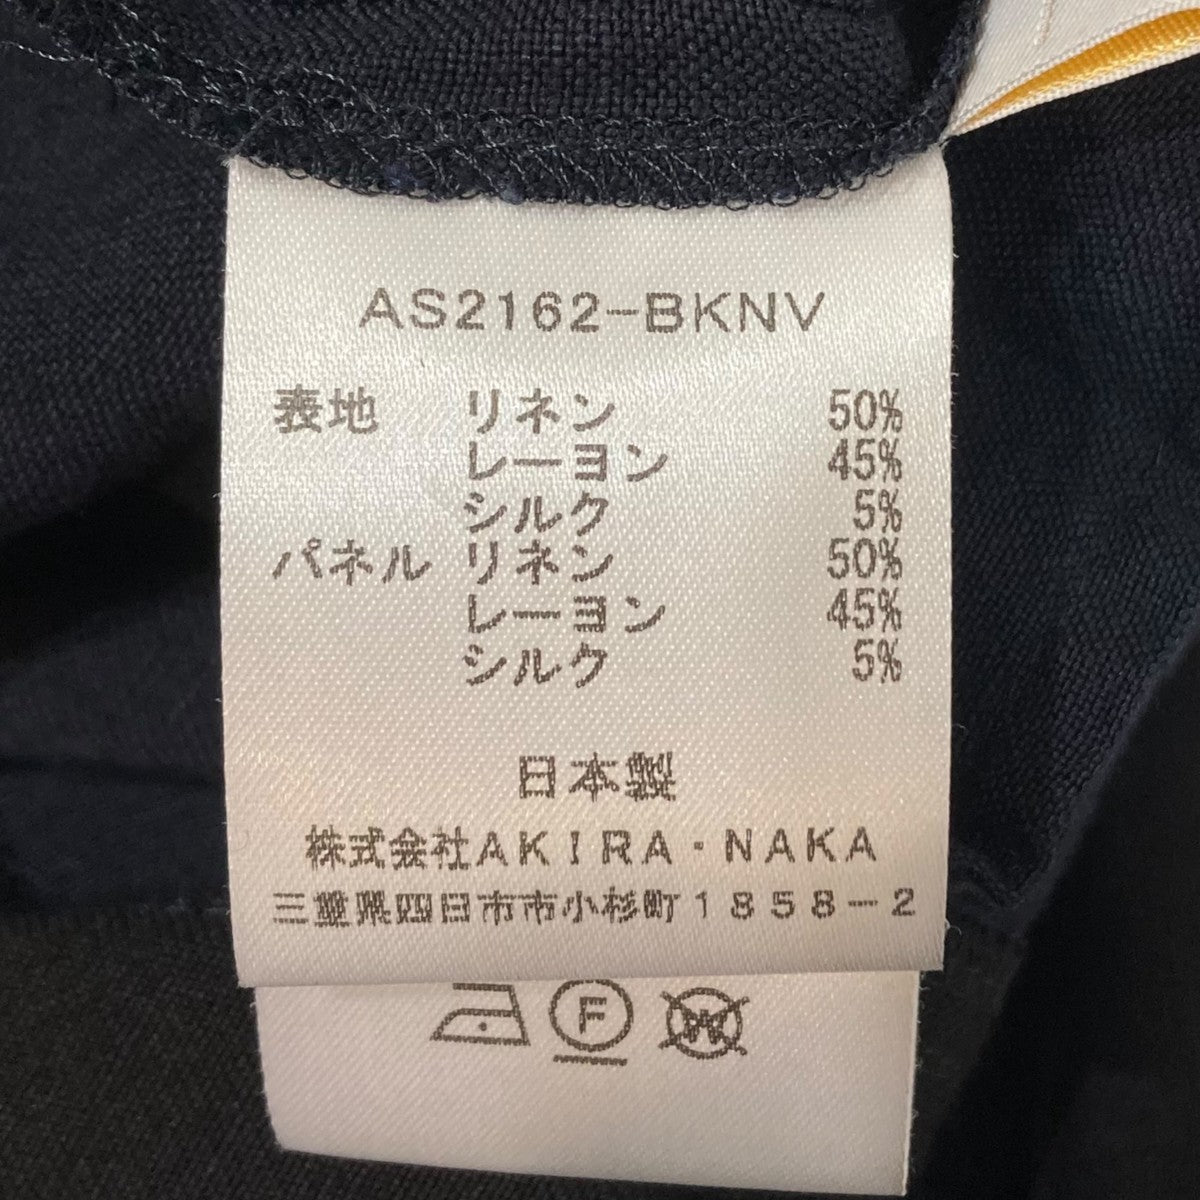 AS2162-BKNV
表地 リネン 50%
レーヨン 45%
シルク 5%
パネル リネン 50%
レーヨン 45%
シルク 5%
日本製
株式会社AKIRA・NAKA
三重県四日市市小杉町1858-2
F W